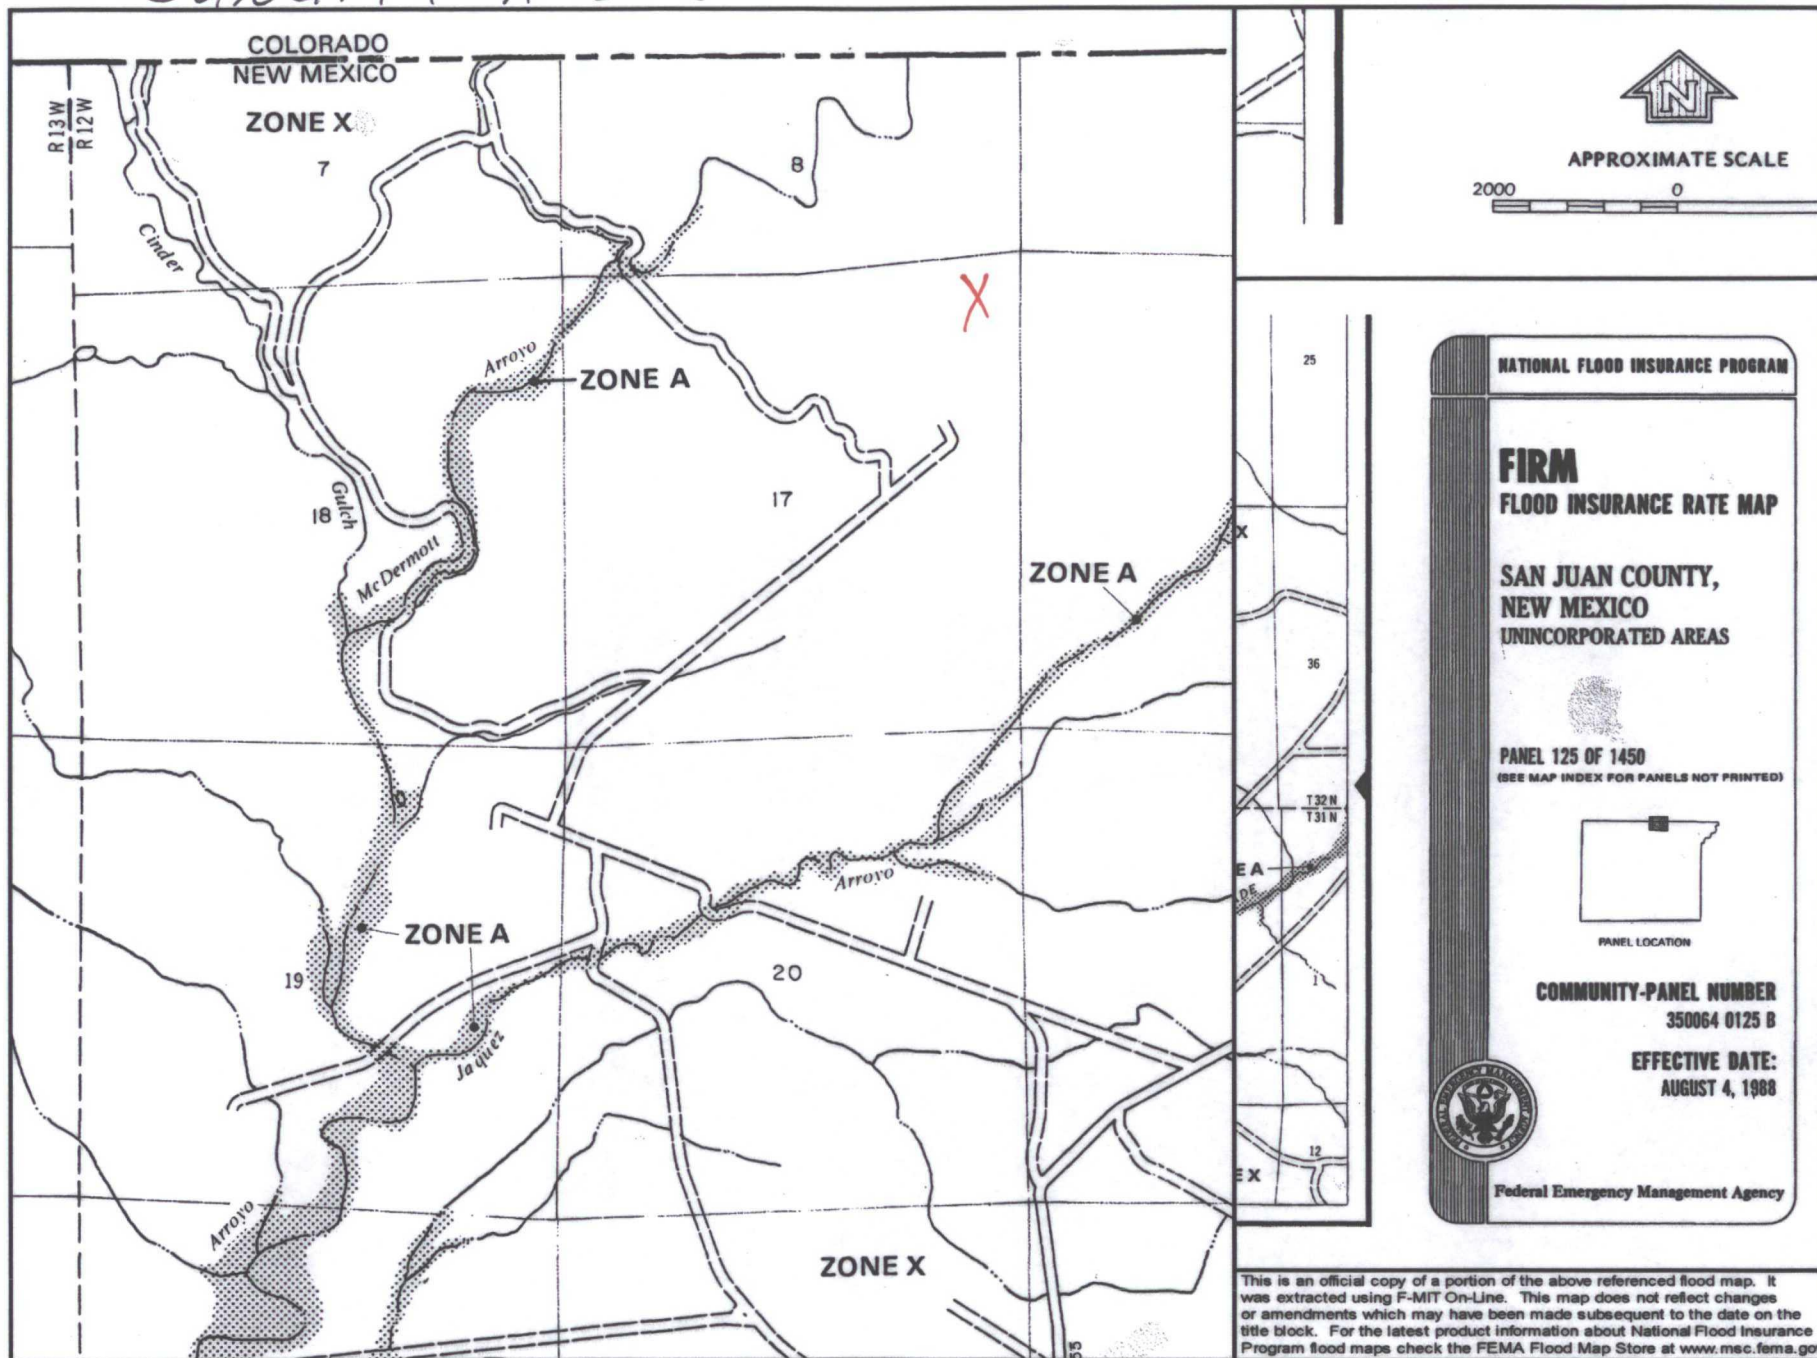 COLORADO
NEW MEXICO
R13W
R12W
ZONE X
7
8
Cinder
Arroyo
ZONE A
X
18
Gulch
17
McDermott
ZONE A
ZONE A
Arroyo
19
20
Jaquez
Arroyo
ZONE X
55
25
X
36
T32N
T31N
E A
DE
1
12
E X
N
APPROXIMATE SCALE
2000 0
NATIONAL FLOOD INSURANCE PROGRAM
FIRM
FLOOD INSURANCE RATE MAP
SAN JUAN COUNTY,
NEW MEXICO
UNINCORPORATED AREAS
PANEL 125 OF 1450
(SEE MAP INDEX FOR PANELS NOT PRINTED)
PANEL LOCATION
COMMUNITY-PANEL NUMBER
350064 0125 B
EFFECTIVE DATE:
AUGUST 4, 1988
FEDERAL EMERGENCY MANAGEMENT AGENCY
Federal Emergency Management Agency
This is an official copy of a portion of the above referenced flood map. It
was extracted using F-MIT On-Line. This map does not reflect changes
or amendments which may have been made subsequent to the date on the
title block. For the latest product information about National Flood Insurance
Program flood maps check the FEMA Flood Map Store at www.msc.fema.go